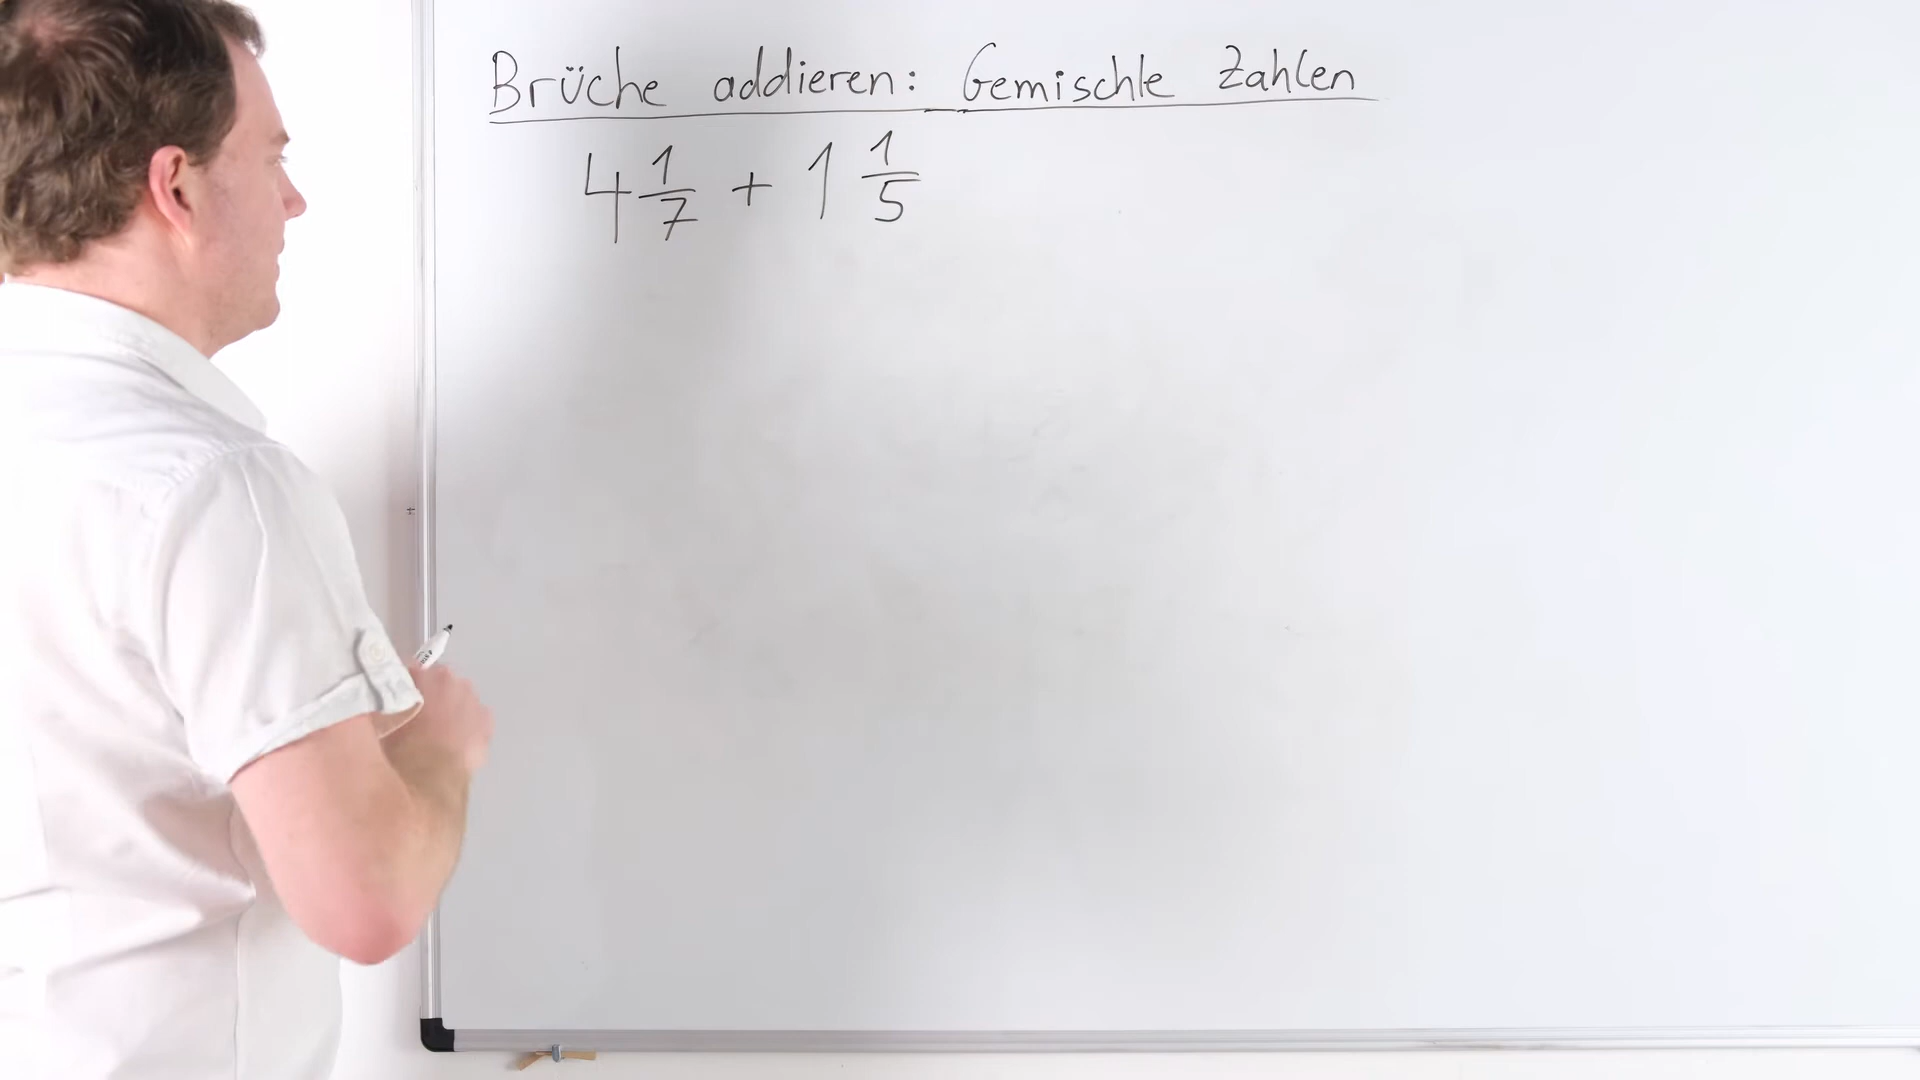 Brüche addieren: Gemischte Zahlen
4 1/7 + 1 1/5